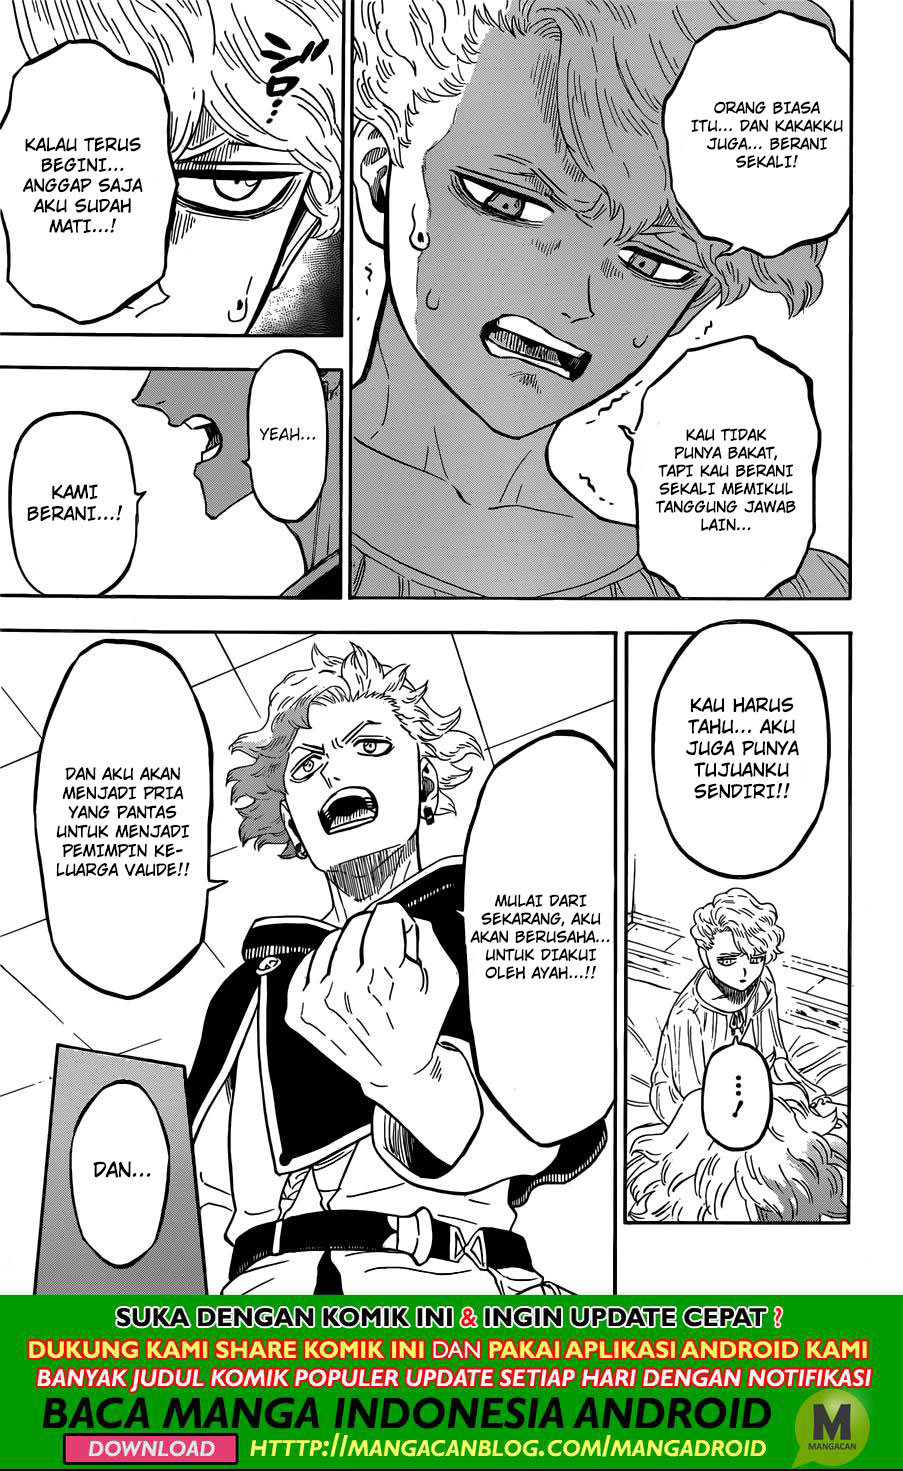 ORANG BIASA
ITU... DAN KAKAKKU
JUGA... BERANI
SEKALI!
KAU TIDAK
PUNYA BAKAT,
TAPI KAU BERANI
SEKALI MEMIKUL
TANGGUNG JAWAB
LAIN...
KALAU TERUS
BEGINI...
ANGGAP SAJA
AKU SUDAH
MATI...!
YEAH...
KAMI
BERANI...!
KAU HARUS
TAHU... AKU
JUGA PUNYA
TUJUANKU
SENDIRI!!
...!
MULAI DARI
SEKARANG, AKU
AKAN BERUSAHA...
UNTUK DIAKUI
OLEH AYAH...!!
DAN AKU AKAN
MENJADI PRIA
YANG PANTAS
UNTUK MENJADI
PEMIMPIN KE-
LUARGA VAUDE!!
DAN...
SUKA DENGAN KOMIK INI & INGIN UPDATE CEPAT ?
DUKUNG KAMI SHARE KOMIK INI DAN PAKAI APLIKASI ANDROID KAMI
BANYAK JUDUL KOMIK POPULER UPDATE SETIAP HARI DENGAN NOTIFIKASI
BACA MANGA INDONESIA ANDROID
M
MANGACAN
DOWNLOAD HTTTP://MANGACANBLOG.COM/MANGADROID